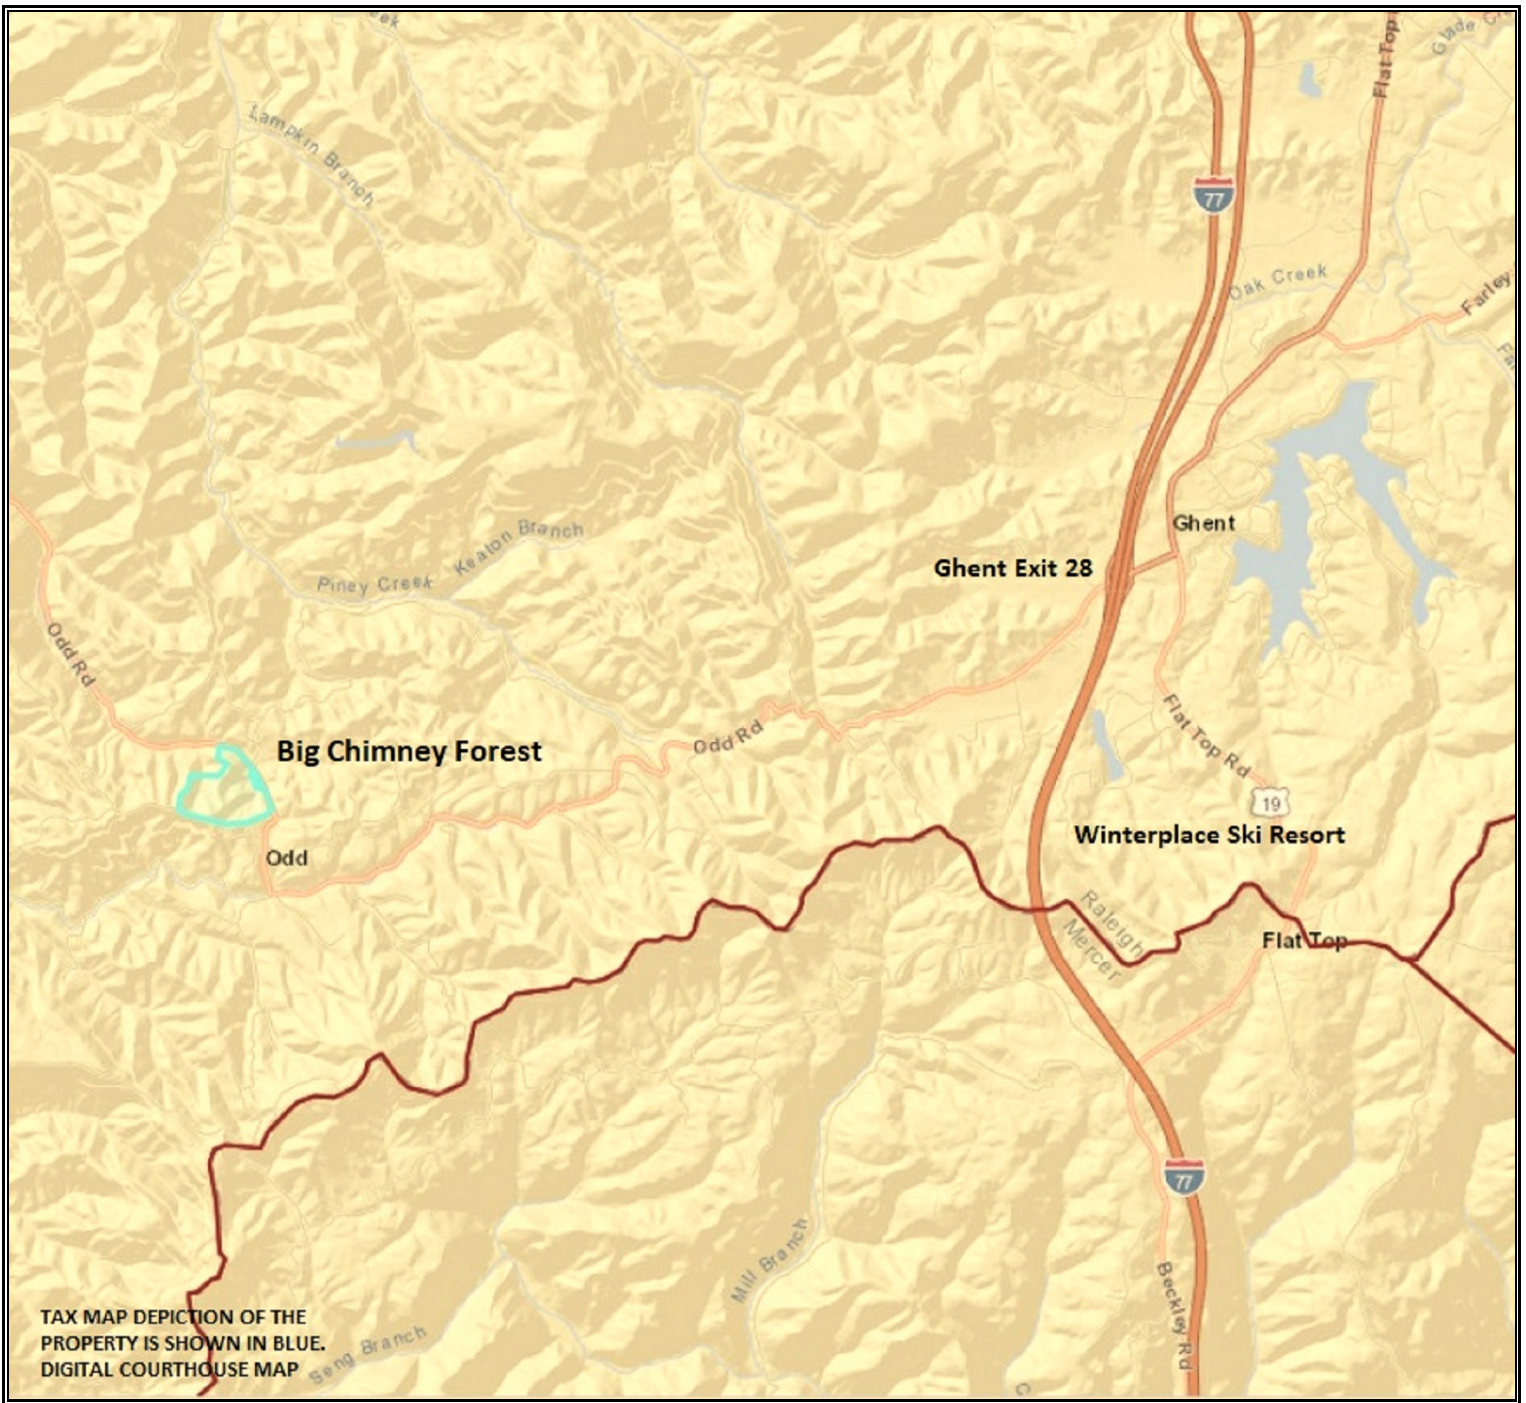 Flat Top
Glade Cr
eek
Lampkin Branch
77
Oak Creek
Farley
Ghent
Keaton Branch
Ghent Exit 28
Piney Creek
Odd Rd
Flat Top Rd
Odd Rd
Big Chimney Forest
19
Winterplace Ski Resort
Odd
Raleigh
Mercer
Flat Top
77
Mill Branch
Beckley Rd
TAX MAP DEPICTION OF THE
PROPERTY IS SHOWN IN BLUE.
DIGITAL COURTHOUSE MAP
Seng Branch